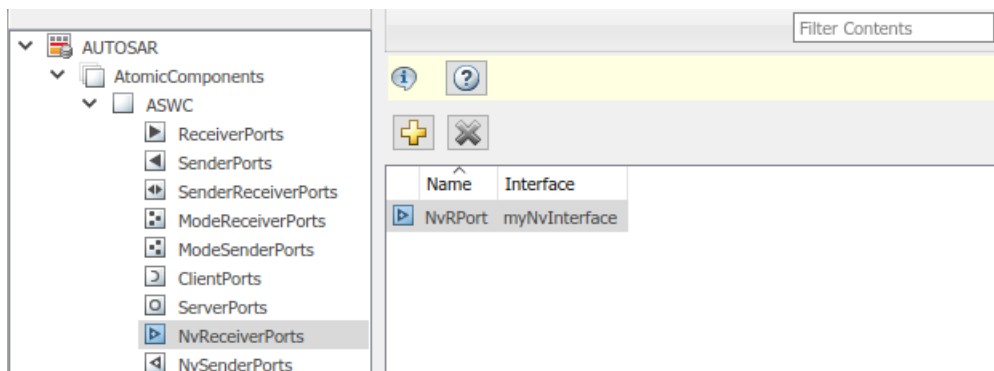 Filter Contents
AUTOSAR
AtomicComponents
ASWC
ReceiverPorts
SenderPorts
SenderReceiverPorts
ModeReceiverPorts
ModeSenderPorts
ClientPorts
ServerPorts
NvReceiverPorts
NvSenderPorts
Name Interface
NvRPort myNvInterface